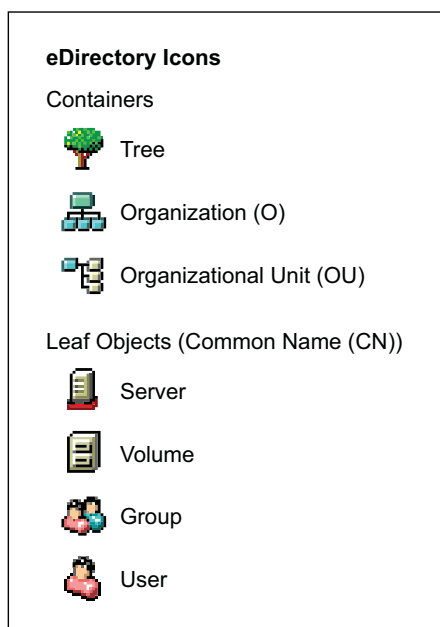 eDirectory Icons
Containers
Tree
Organization (O)
Organizational Unit (OU)
Leaf Objects (Common Name (CN))
Server
Volume
Group
User